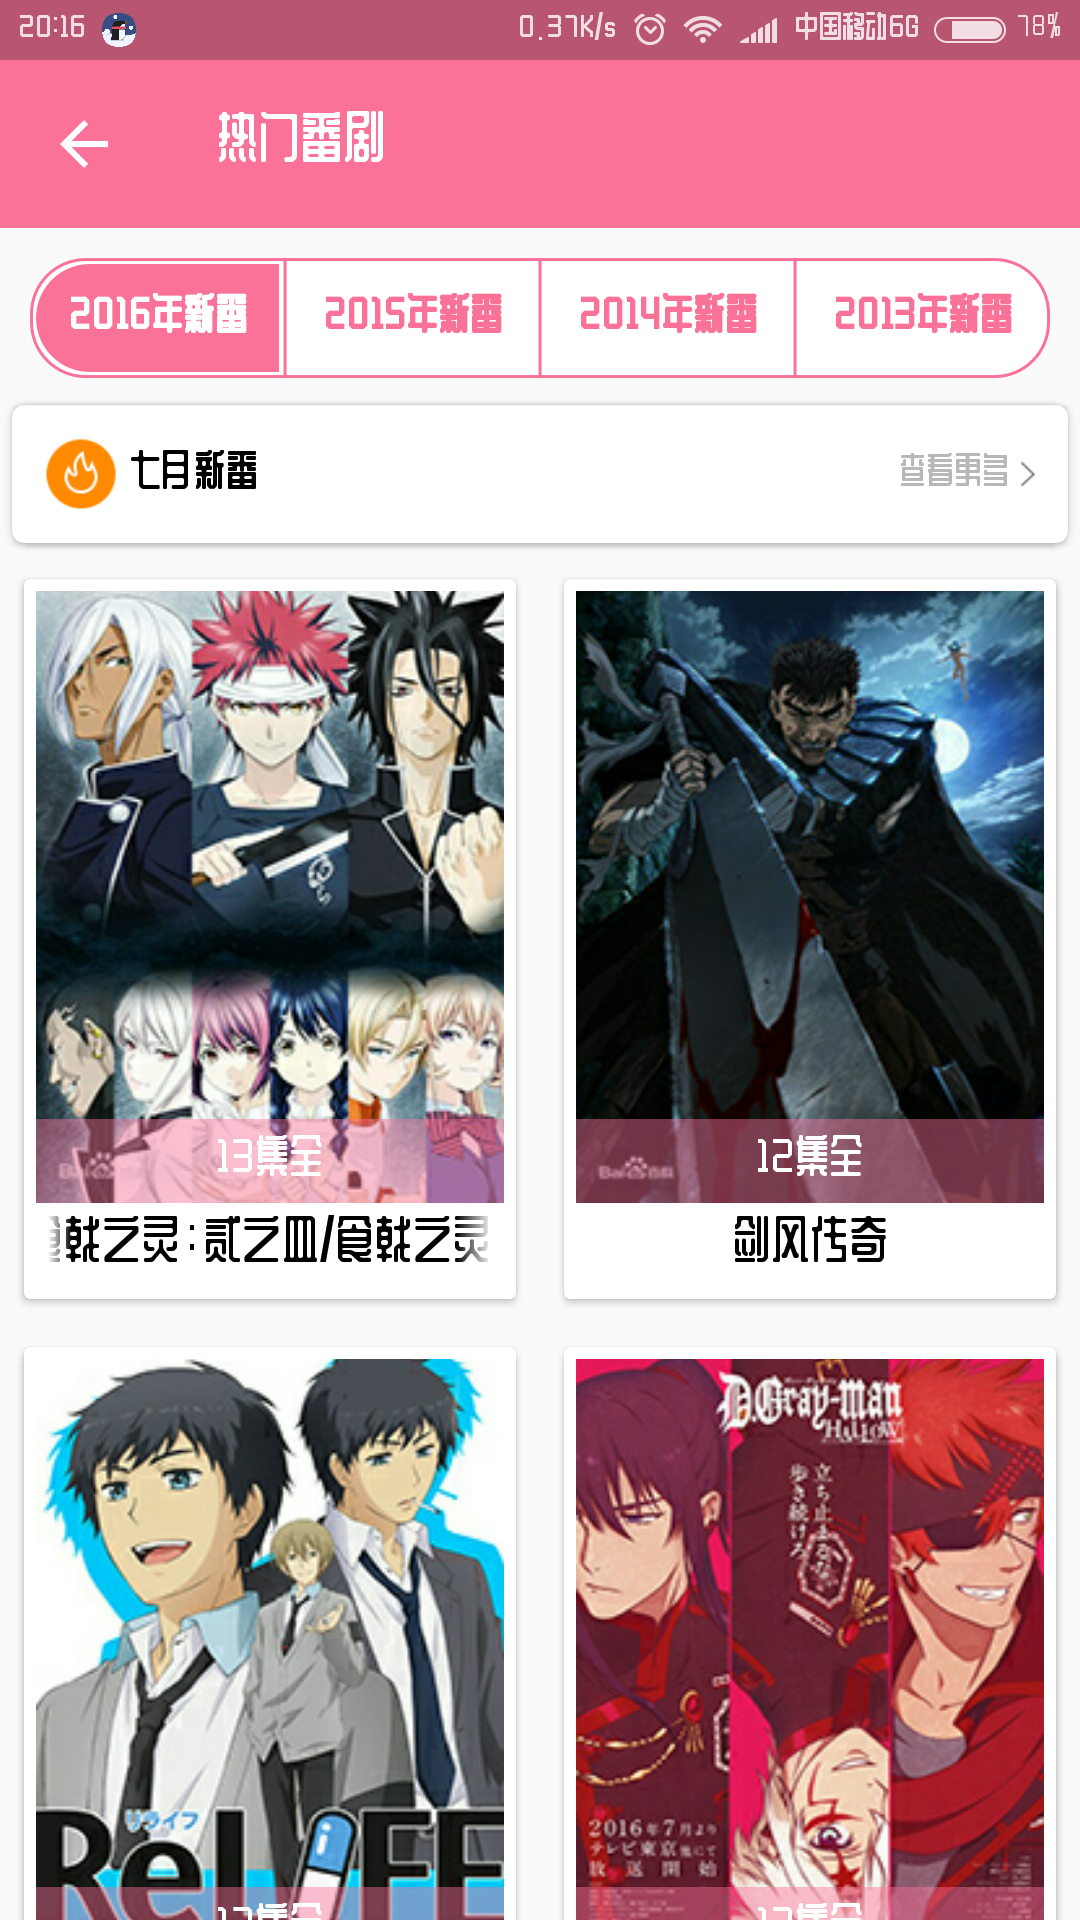 20:16 0.37K/s 中国移动6G 78%
热门番剧
2016年新番 2015年新番 2014年新番 2013年新番
七月新番 查看更多
13集全 12集全
戟之灵:贰之皿/食戟之灵 剑风传奇
D.Gray-man
HALLOW
立ち止まるな、
歩き続けろ。
リライフ
ReLIFE
2016年7月より
テレビ東京他にて
放送開始